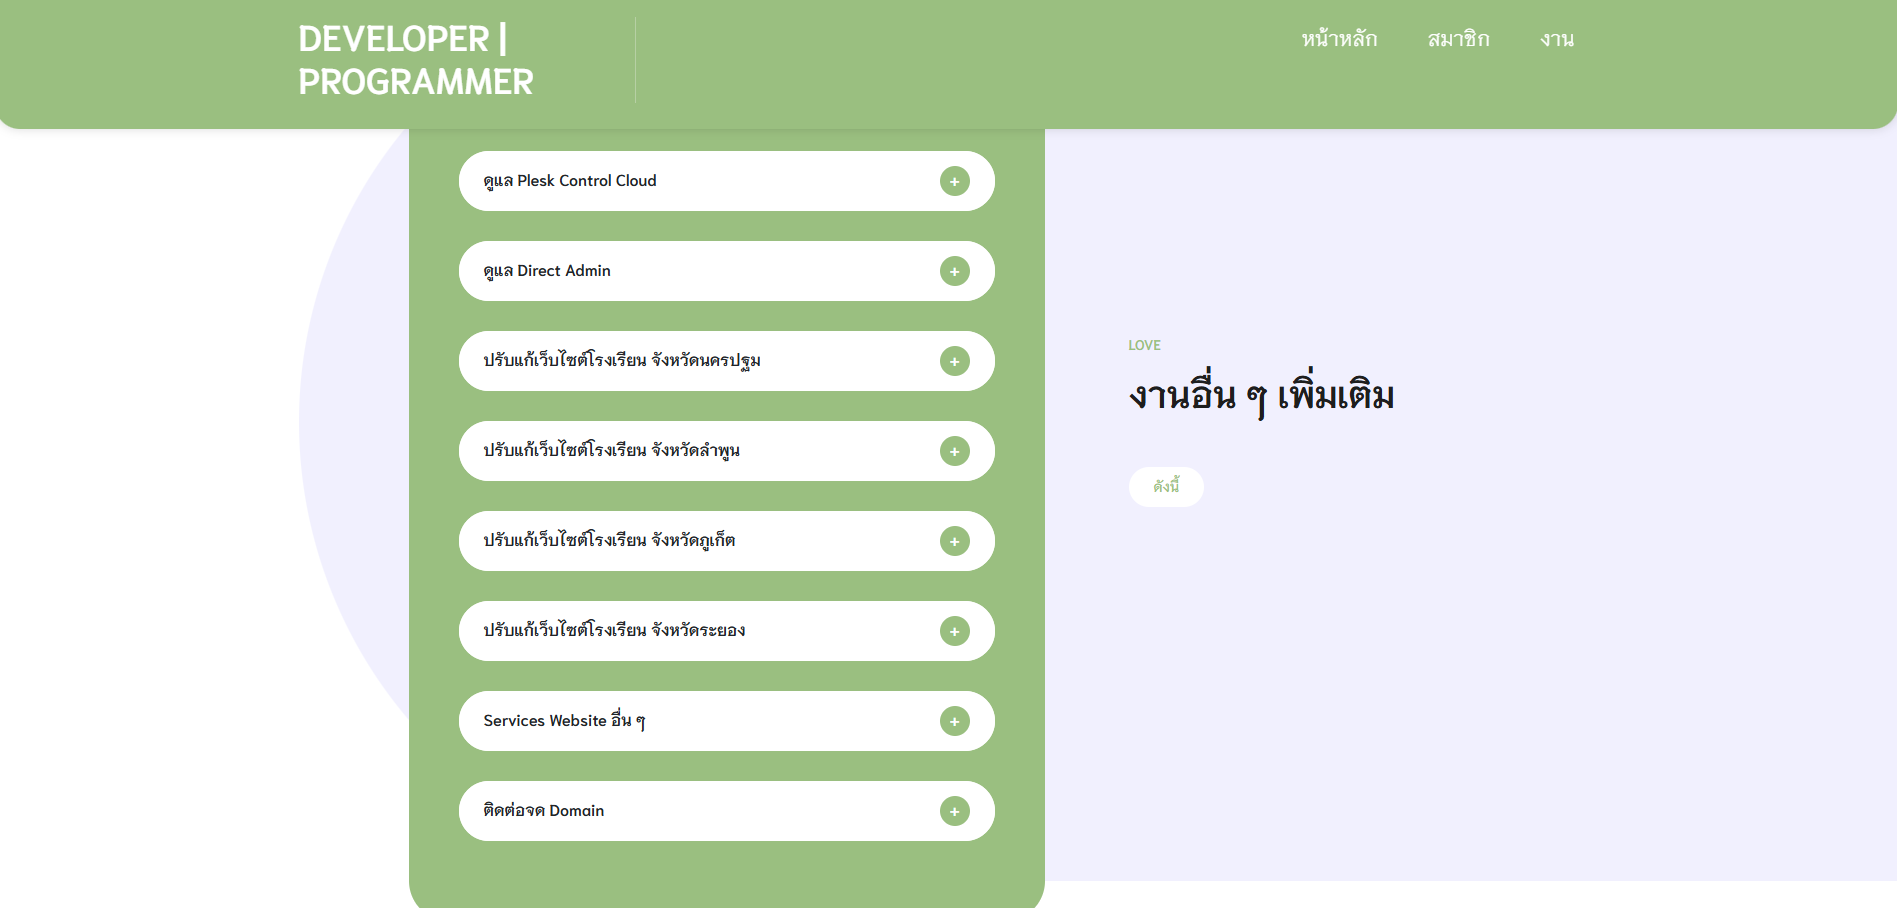 DEVELOPER |
PROGRAMMER
หน้าหลัก
สมาชิก
งาน
ดูแล Plesk Control Cloud
+
ดูแล Direct Admin
+
ปรับแก้เว็บไซต์โรงเรียน จังหวัดนครปฐม
+
ปรับแก้เว็บไซต์โรงเรียน จังหวัดลำพูน
+
ปรับแก้เว็บไซต์โรงเรียน จังหวัดภูเก็ต
+
ปรับแก้เว็บไซต์โรงเรียน จังหวัดระยอง
+
Services Website อื่น ๆ
+
ติดต่อจด Domain
+
LOVE
งานอื่น ๆ เพิ่มเติม
ดังนี้